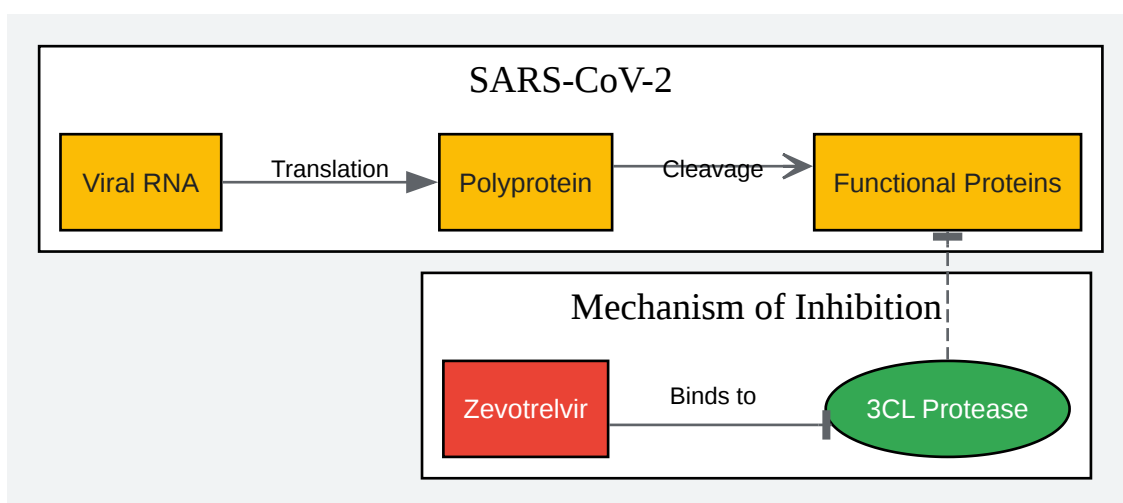 SARS-CoV-2
Viral RNA
Translation
Polyprotein
Cleavage
Functional Proteins
Mechanism of Inhibition
Zevotrelvir
Binds to
3CL Protease